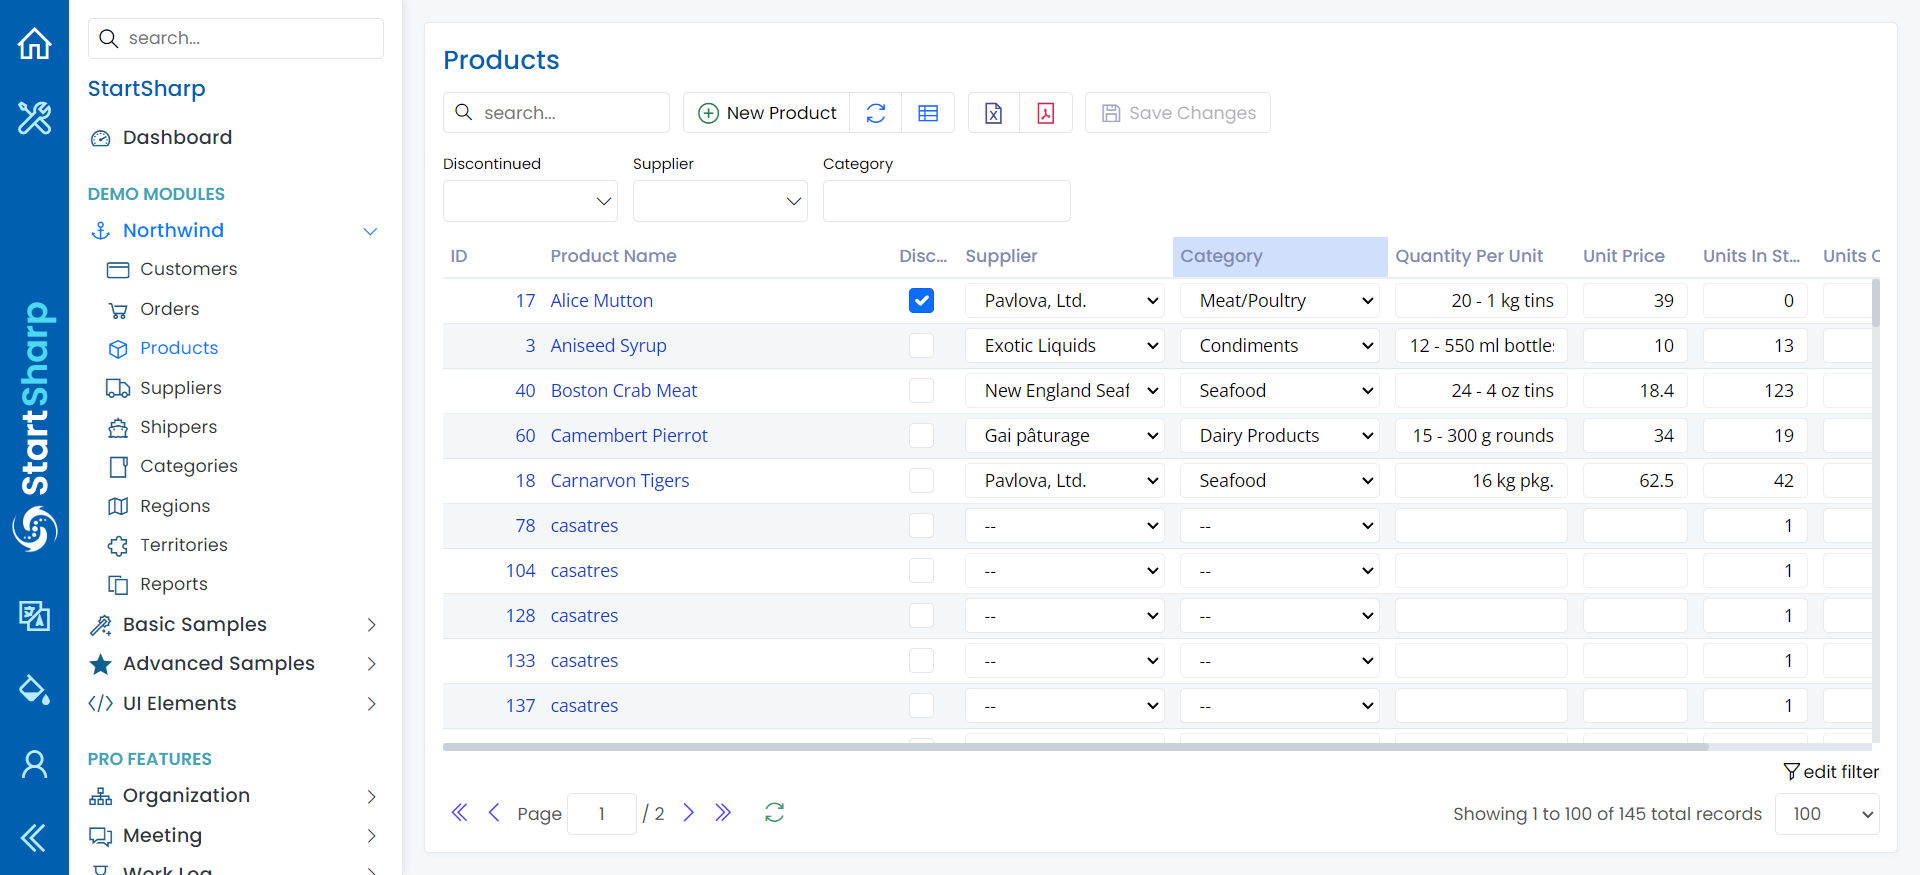 StartSharp
search...
StartSharp
Dashboard
DEMO MODULES
Northwind
Customers
Orders
Products
Suppliers
Shippers
Categories
Regions
Territories
Reports
Basic Samples
Advanced Samples
UI Elements
PRO FEATURES
Organization
Meeting
Work Log
Products
search...
New Product
Save Changes
Discontinued Supplier Category
ID Product Name Disc... Supplier Category Quantity Per Unit Unit Price Units In St... Units
17 Alice Mutton Pavlova, Ltd. Meat/Poultry 20 - 1 kg tins 39 0
3 Aniseed Syrup Exotic Liquids Condiments 12 - 550 ml bottles 10 13
40 Boston Crab Meat New England Seaf Seafood 24 - 4 oz tins 18.4 123
60 Camembert Pierrot Gai pâturage Dairy Products 15 - 300 g rounds 34 19
18 Carnarvon Tigers Pavlova, Ltd. Seafood 16 kg pkg. 62.5 42
78 casatres -- -- 1
104 casatres -- -- 1
128 casatres -- -- 1
133 casatres -- -- 1
137 casatres -- -- 1
edit filter
Page 1 / 2
Showing 1 to 100 of 145 total records 100